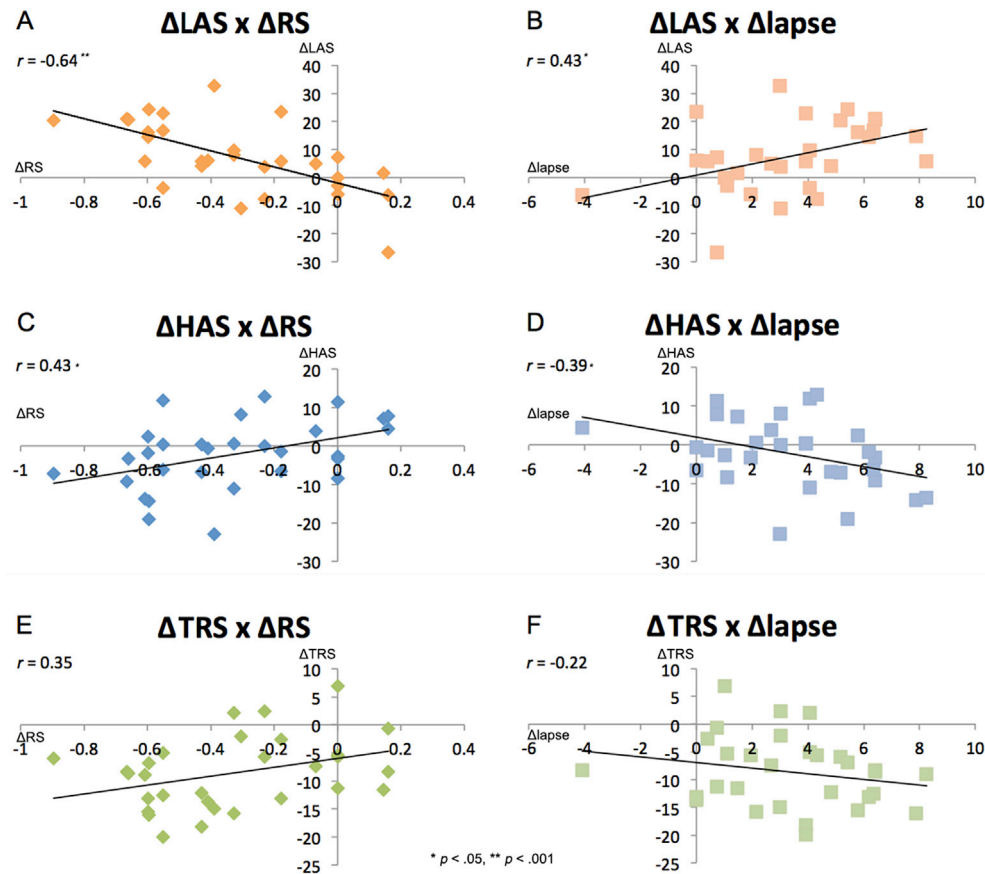 A
ΔLAS x ΔRS
r = -0.64 **
ΔLAS
40
30
20
10
0
-10
-20
-30
ΔRS
-1 -0.8 -0.6 -0.4 -0.2 0 0.2 0.4
B
ΔLAS x Δlapse
r = 0.43 *
ΔLAS
40
30
20
10
0
-10
-20
-30
Δlapse
-6 -4 -2 0 2 4 6 8 10
C
ΔHAS x ΔRS
r = 0.43 *
ΔHAS
20
10
0
-10
-20
-30
ΔRS
-1 -0.8 -0.6 -0.4 -0.2 0 0.2 0.4
D
ΔHAS x Δlapse
r = -0.39 *
ΔHAS
20
10
0
-10
-20
-30
Δlapse
-6 -4 -2 0 2 4 6 8 10
E
ΔTRS x ΔRS
r = 0.35
ΔTRS
10
5
0
-5
-10
-15
-20
-25
ΔRS
-1 -0.8 -0.6 -0.4 -0.2 0 0.2 0.4
F
ΔTRS x Δlapse
r = -0.22
ΔTRS
10
5
0
-5
-10
-15
-20
-25
Δlapse
-6 -4 -2 0 2 4 6 8 10
* p < .05, ** p < .001